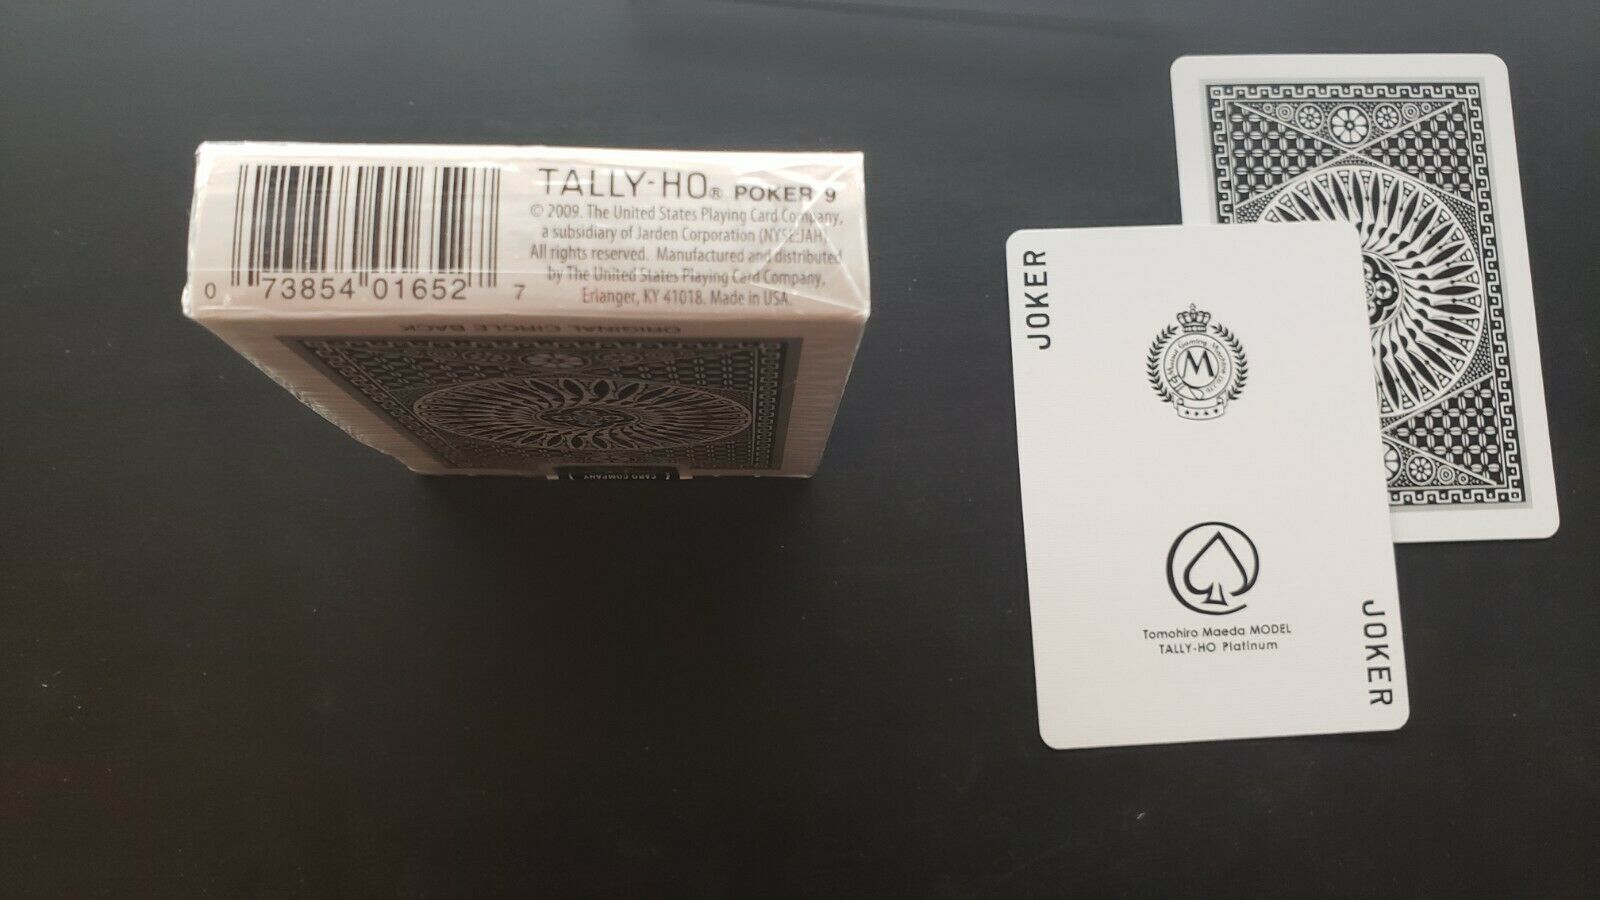 TALLY-HO® POKER 9
© 2009. The United States Playing Card Company,
a subsidiary of Jarden Corporation (NYSE:JAH)
All rights reserved. Manufactured and distributed
by The United States Playing Card Company,
Erlanger, KY 41018. Made in USA.
0 73854 01652 7
ORIGINAL CIRCLE BACK
CARD COMPANY
JOKER
M
Tomohiro Maeda MODEL
TALLY-HO Platinum
JOKER